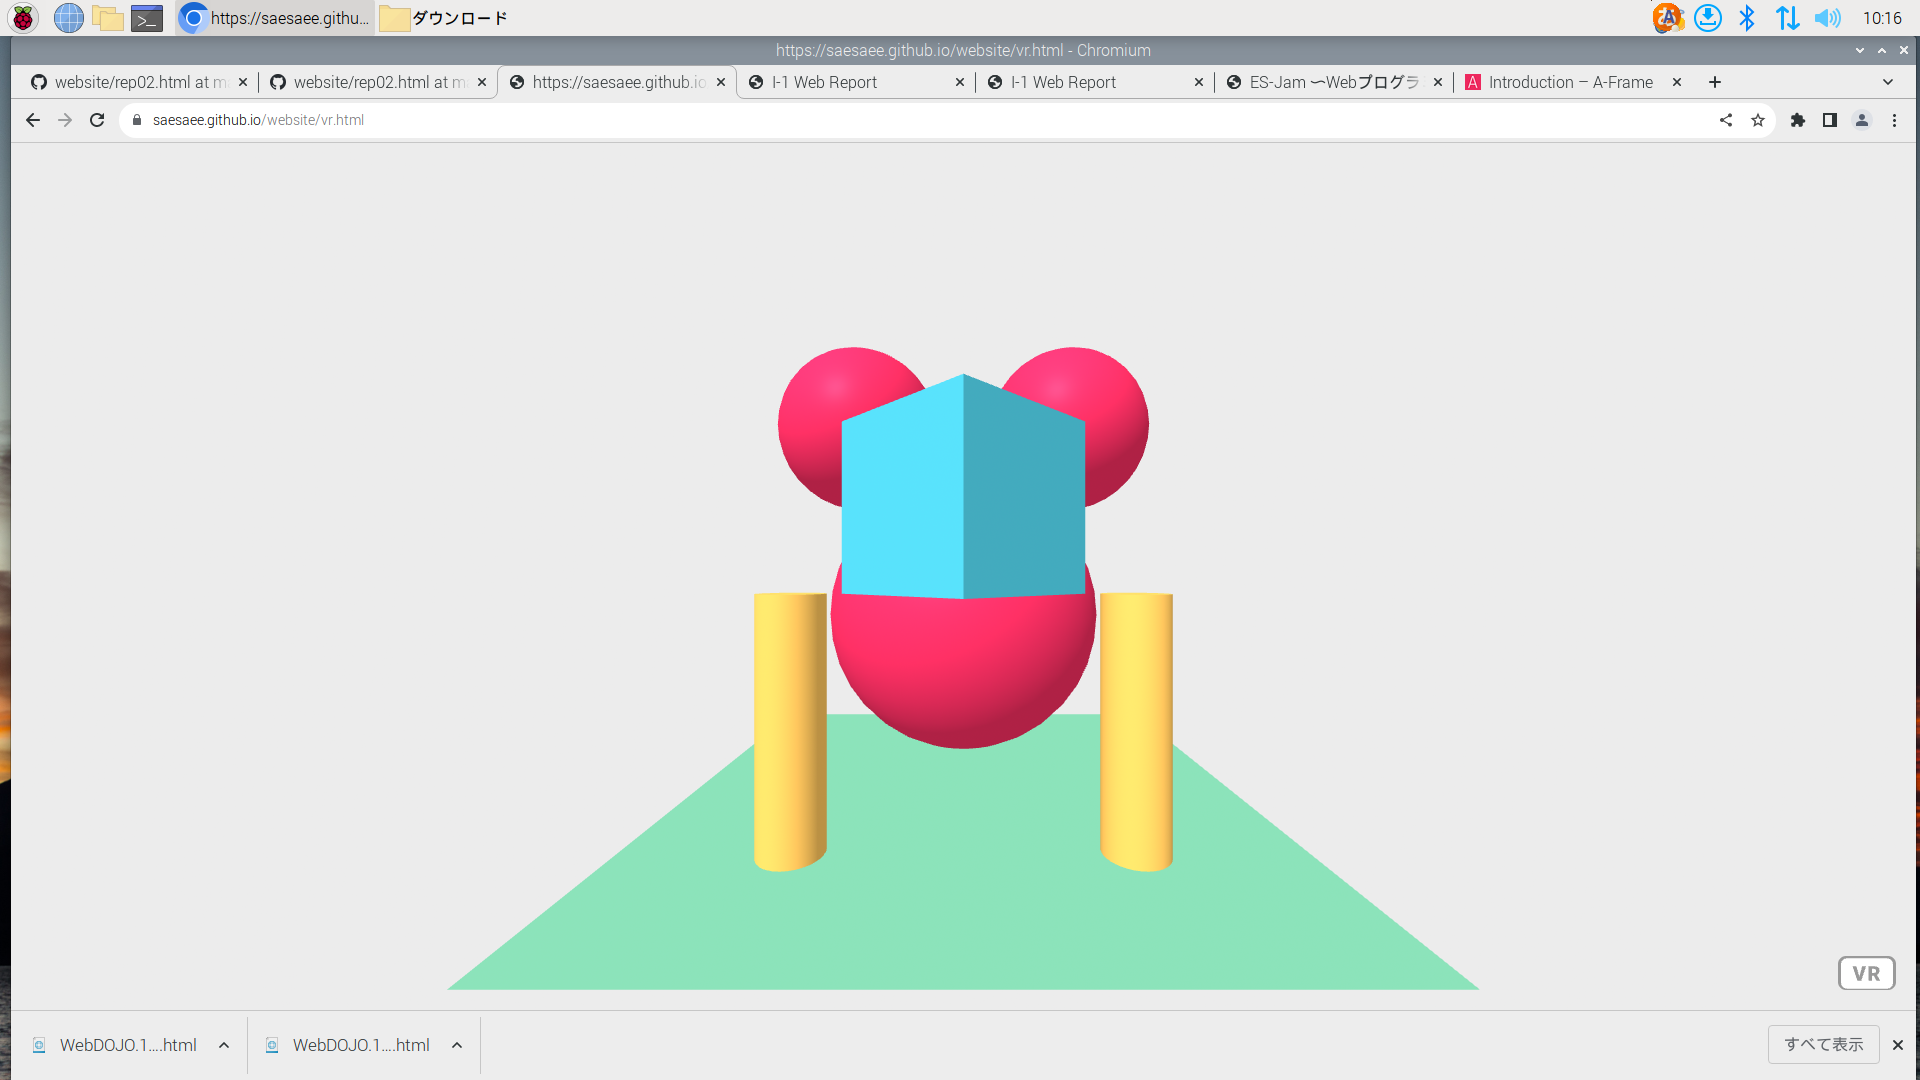 https://saesaee.githu... ダウンロード 10:16
https://saesaee.github.io/website/vr.html - Chromium
website/rep02.html at m website/rep02.html at m https://saesaee.github.io I-1 Web Report I-1 Web Report ES-Jam 〜Webプログラ Introduction – A-Frame
saesaee.github.io/website/vr.html
VR
WebDOJO.1....html WebDOJO.1....html すべて表示